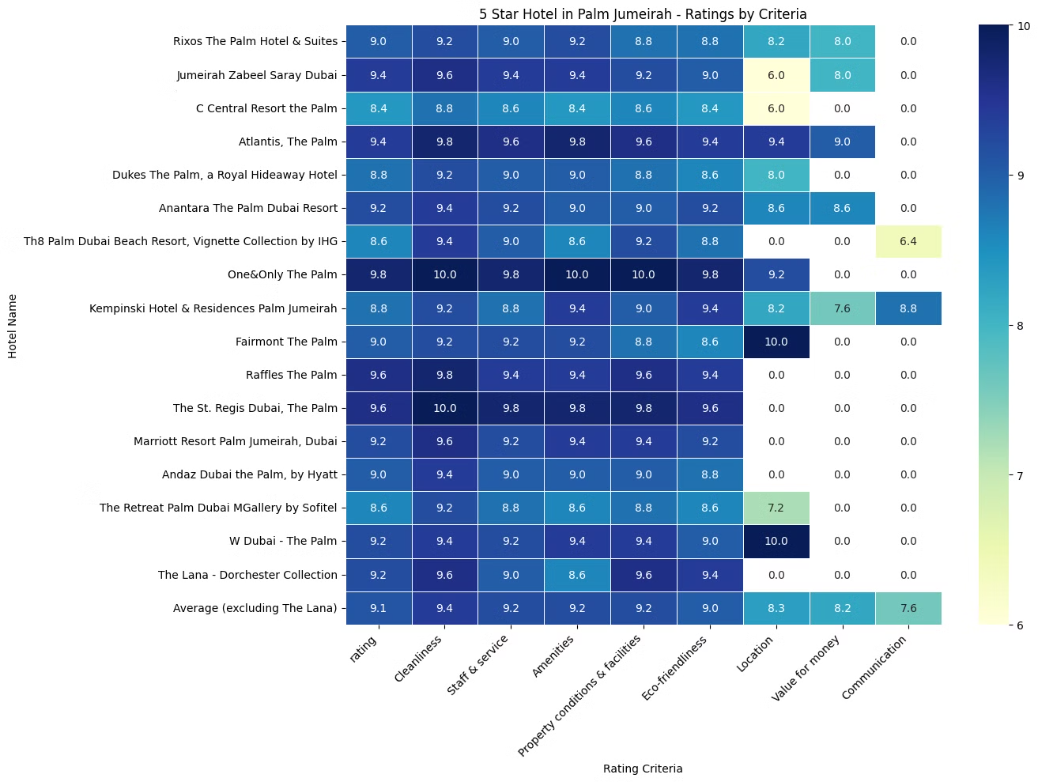 5 Star Hotel in Palm Jumeirah - Ratings by Criteria
Rixos The Palm Hotel & Suites 9.0 9.2 9.0 9.2 8.8 8.8 8.2 8.0 0.0
Jumeirah Zabeel Saray Dubai 9.4 9.6 9.4 9.4 9.2 9.0 6.0 8.0 0.0
C Central Resort the Palm 8.4 8.8 8.6 8.4 8.6 8.4 6.0 0.0 0.0
Atlantis, The Palm 9.4 9.8 9.6 9.8 9.6 9.4 9.4 9.0 0.0
Dukes The Palm, a Royal Hideaway Hotel 8.8 9.2 9.0 9.0 8.8 8.6 8.0 0.0 0.0
Anantara The Palm Dubai Resort 9.2 9.4 9.2 9.0 9.0 9.2 8.6 8.6 0.0
Th8 Palm Dubai Beach Resort, Vignette Collection by IHG 8.6 9.4 9.0 8.6 9.2 8.8 0.0 0.0 6.4
One&Only The Palm 9.8 10.0 9.8 10.0 10.0 9.8 9.2 0.0 0.0
Kempinski Hotel & Residences Palm Jumeirah 8.8 9.2 8.8 9.4 9.0 9.4 8.2 7.6 8.8
Fairmont The Palm 9.0 9.2 9.2 9.2 8.8 8.6 10.0 0.0 0.0
Raffles The Palm 9.6 9.8 9.4 9.4 9.6 9.4 0.0 0.0 0.0
The St. Regis Dubai, The Palm 9.6 10.0 9.8 9.8 9.8 9.6 0.0 0.0 0.0
Marriott Resort Palm Jumeirah, Dubai 9.2 9.6 9.2 9.4 9.4 9.2 0.0 0.0 0.0
Andaz Dubai the Palm, by Hyatt 9.0 9.4 9.0 9.0 9.0 8.8 0.0 0.0 0.0
The Retreat Palm Dubai MGallery by Sofitel 8.6 9.2 8.8 8.6 8.8 8.6 7.2 0.0 0.0
W Dubai - The Palm 9.2 9.4 9.2 9.4 9.4 9.0 10.0 0.0 0.0
The Lana - Dorchester Collection 9.2 9.6 9.0 8.6 9.6 9.4 0.0 0.0 0.0
Average (excluding The Lana) 9.1 9.4 9.2 9.2 9.2 9.0 8.3 8.2 7.6
Hotel Name
rating
Cleanliness
Staff & service
Amenities
Property conditions & facilities
Eco-friendliness
Location
Value for money
Communication
Rating Criteria
10
9
8
7
6